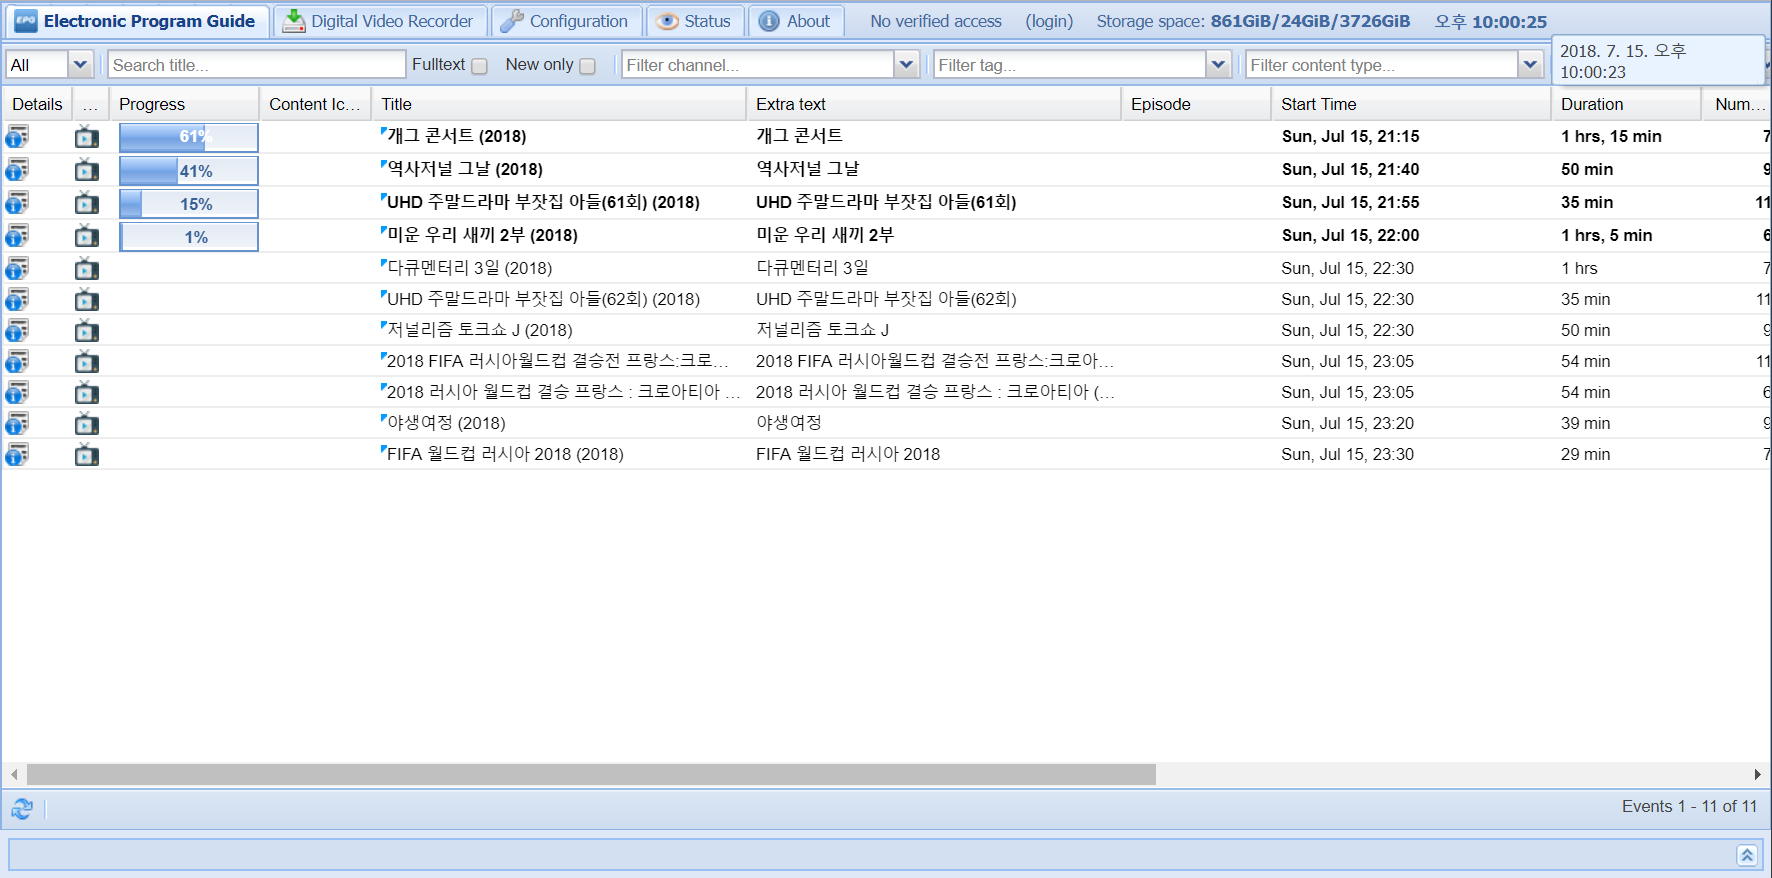 EPG Electronic Program Guide Digital Video Recorder Configuration Status About No verified access (login) Storage space: 861GiB/24GiB/3726GiB 오후 10:00:25
2018. 7. 15. 오후
10:00:23
All Search title... Fulltext New only Filter channel... Filter tag... Filter content type...
Details ... Progress Content Ic... Title Extra text Episode Start Time Duration Num...
61% 개그 콘서트 (2018) 개그 콘서트 Sun, Jul 15, 21:15 1 hrs, 15 min 7
41% 역사저널 그날 (2018) 역사저널 그날 Sun, Jul 15, 21:40 50 min 9
15% UHD 주말드라마 부잣집 아들(61회) (2018) UHD 주말드라마 부잣집 아들(61회) Sun, Jul 15, 21:55 35 min 11
1% 미운 우리 새끼 2부 (2018) 미운 우리 새끼 2부 Sun, Jul 15, 22:00 1 hrs, 5 min 6
다큐멘터리 3일 (2018) 다큐멘터리 3일 Sun, Jul 15, 22:30 1 hrs 7
UHD 주말드라마 부잣집 아들(62회) (2018) UHD 주말드라마 부잣집 아들(62회) Sun, Jul 15, 22:30 35 min 11
저널리즘 토크쇼 J (2018) 저널리즘 토크쇼 J Sun, Jul 15, 22:30 50 min 9
2018 FIFA 러시아월드컵 결승전 프랑스:크로... 2018 FIFA 러시아월드컵 결승전 프랑스:크로아... Sun, Jul 15, 23:05 54 min 11
2018 러시아 월드컵 결승 프랑스 : 크로아티아 ... 2018 러시아 월드컵 결승 프랑스 : 크로아티아 (... Sun, Jul 15, 23:05 54 min 6
야생여정 (2018) 야생여정 Sun, Jul 15, 23:20 39 min 9
FIFA 월드컵 러시아 2018 (2018) FIFA 월드컵 러시아 2018 Sun, Jul 15, 23:30 29 min 7
Events 1 - 11 of 11